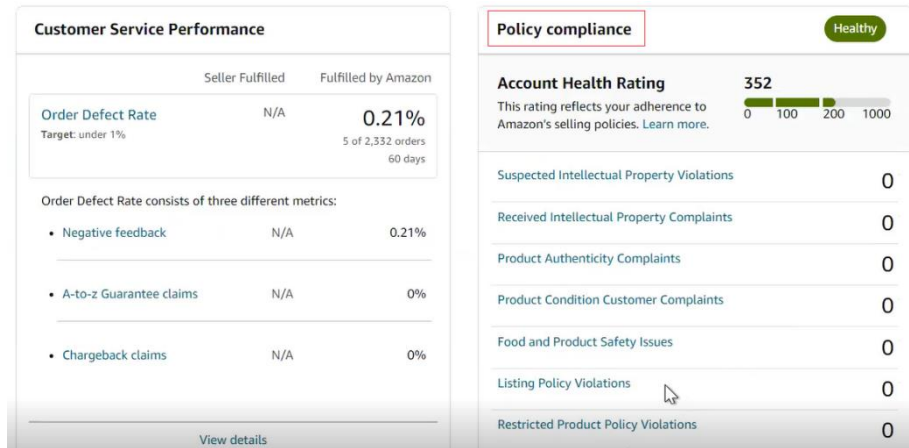 Customer Service Performance
Seller Fulfilled Fulfilled by Amazon
Order Defect Rate N/A 0.21%
Target: under 1%
5 of 2,332 orders
60 days
Order Defect Rate consists of three different metrics:
• Negative feedback N/A 0.21%
• A-to-z Guarantee claims N/A 0%
• Chargeback claims N/A 0%
View details
Policy compliance Healthy
Account Health Rating 352
This rating reflects your adherence to
Amazon's selling policies. Learn more.
0 100 200 1000
Suspected Intellectual Property Violations 0
Received Intellectual Property Complaints 0
Product Authenticity Complaints 0
Product Condition Customer Complaints 0
Food and Product Safety Issues 0
Listing Policy Violations 0
Restricted Product Policy Violations 0